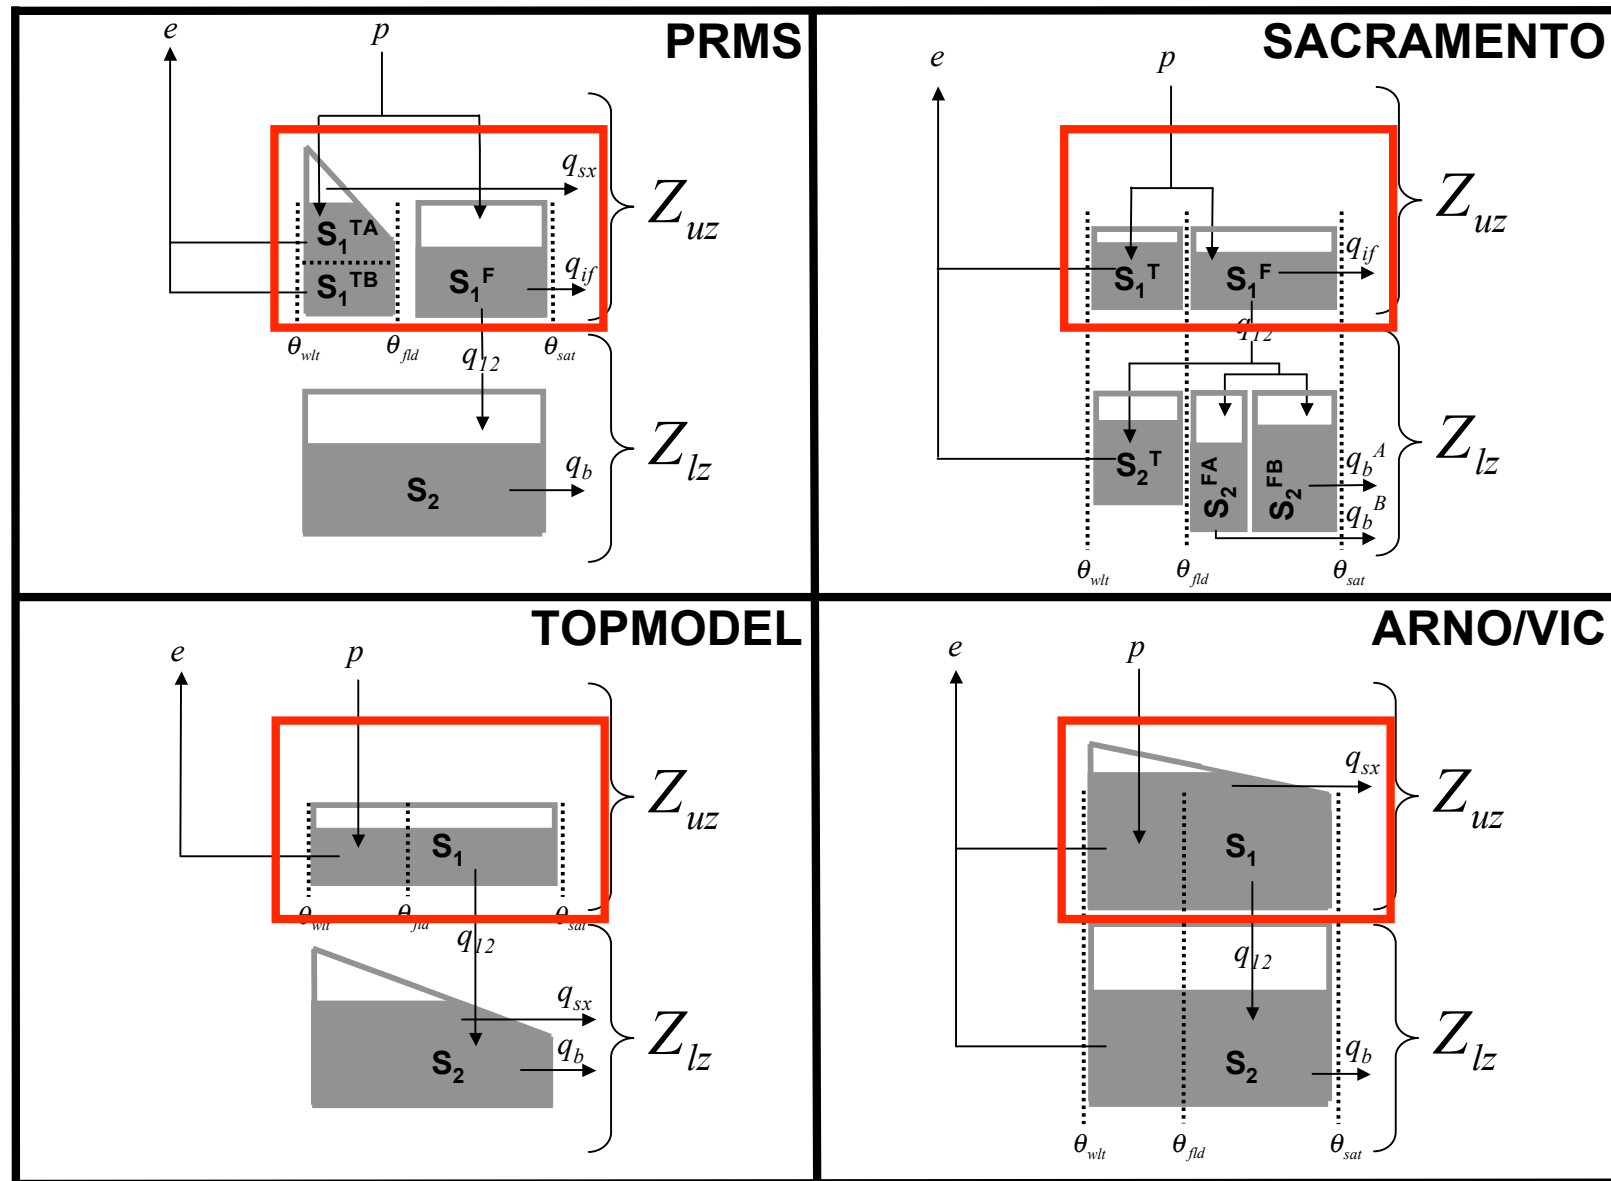 PRMS
e
p
q_sx
S_1^TA
S_1^TB
S_1^F
q_if
Z_uz
θ_wlt
θ_fld
q_12
θ_sat
S_2
q_b
Z_lz
SACRAMENTO
e
p
S_1^T
S_1^F
q_if
Z_uz
q_12
S_2^T
S_2^FA
S_2^FB
q_b^A
q_b^B
Z_lz
θ_wlt
θ_fld
θ_sat
TOPMODEL
e
p
S_1
Z_uz
θ_wlt
θ_fld
θ_sat
q_12
q_sx
S_2
q_b
Z_lz
ARNO/VIC
e
p
q_sx
S_1
Z_uz
q_12
S_2
q_b
Z_lz
θ_wlt
θ_fld
θ_sat